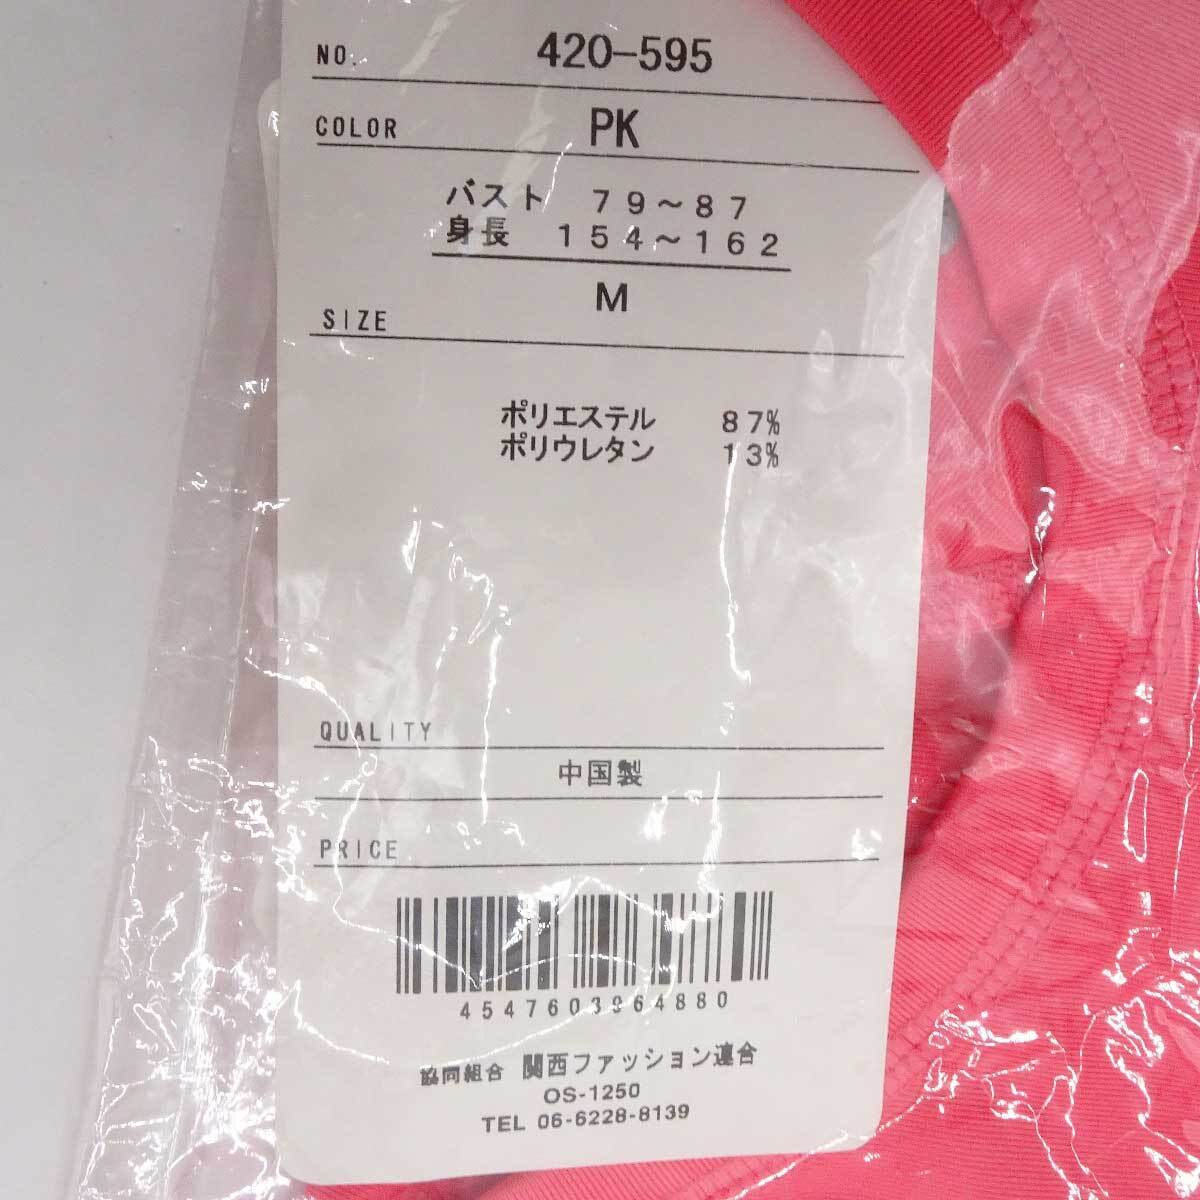 NO. 420-595
COLOR PK
バスト 79～87
身長 154～162
M
SIZE
ポリエステル 87%
ポリウレタン 13%
QUALITY
中国製
PRICE
4547603964880
協同組合 関西ファッション連合
OS-1250
TEL 06-6228-8139